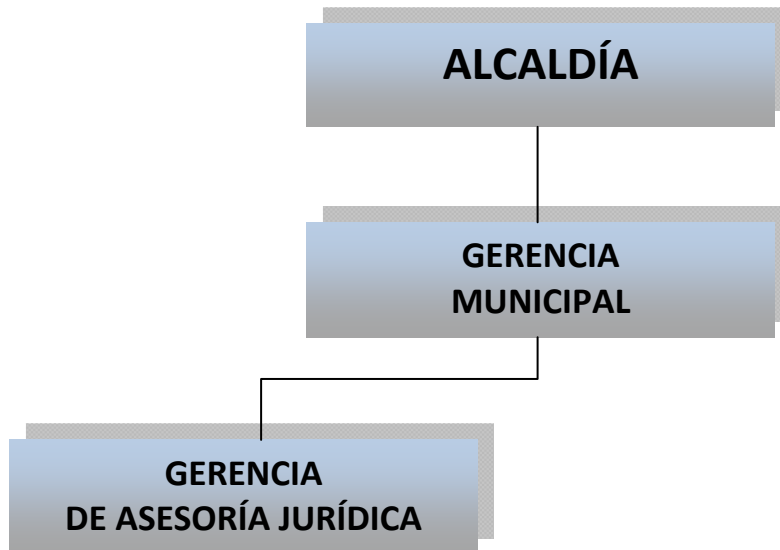 ALCALDÍA
GERENCIA
MUNICIPAL
GERENCIA
DE ASESORÍA JURÍDICA